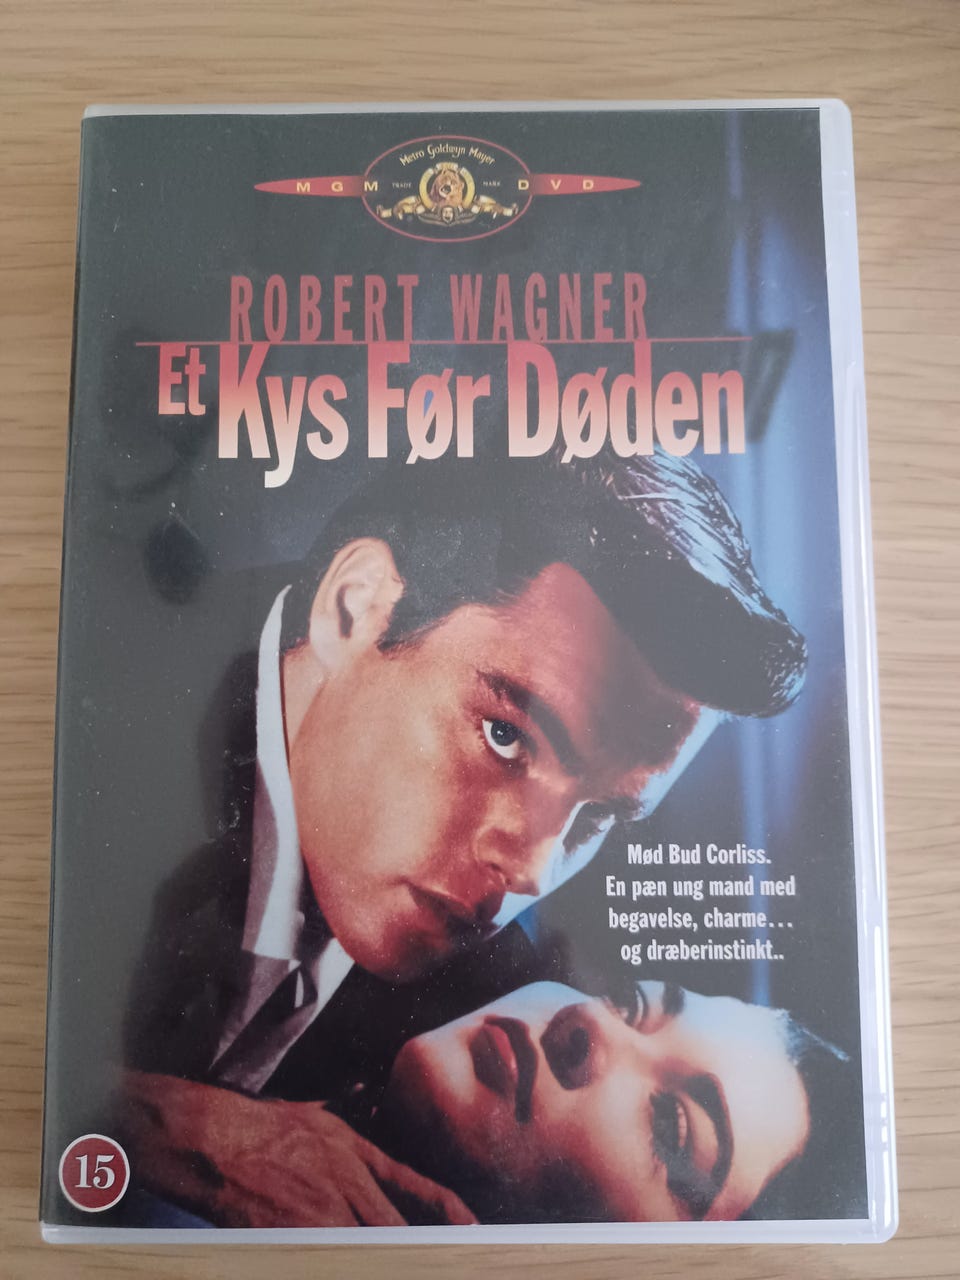 Metro Goldwyn Mayer
MGM TRADE MARK DVD
ROBERT WAGNER
Et Kys Før Døden
Mød Bud Corliss.
En pæn ung mand med
begavelse, charme...
og dræberinstinkt..
15